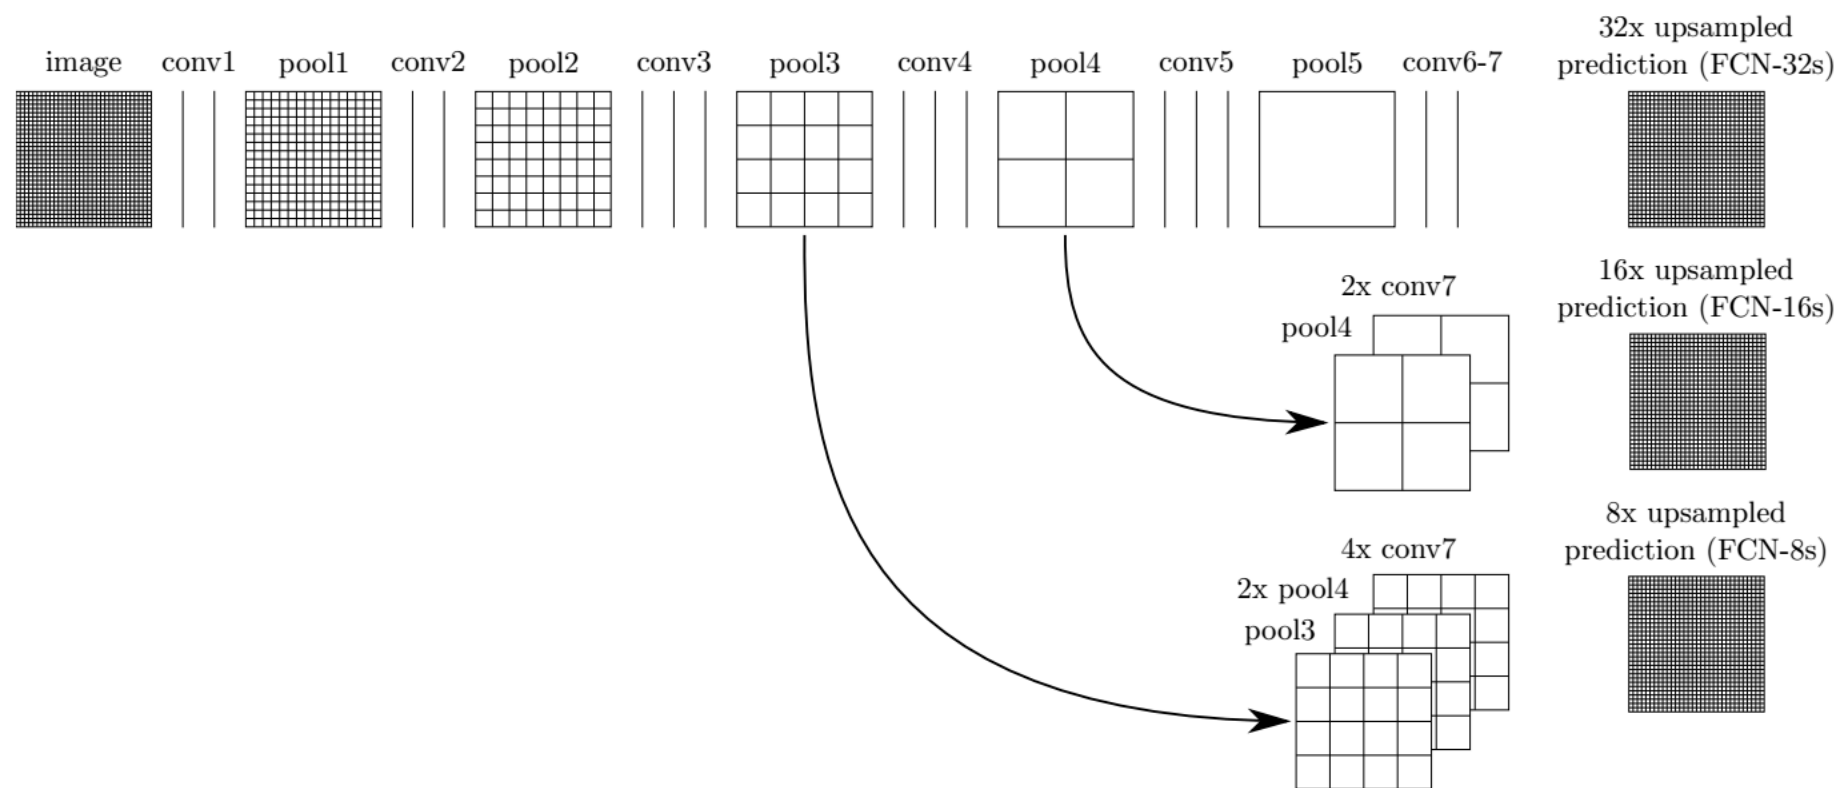 image conv1 pool1 conv2 pool2 conv3 pool3 conv4 pool4 conv5 pool5 conv6-7
32x upsampled
prediction (FCN-32s)
2x conv7
pool4
16x upsampled
prediction (FCN-16s)
4x conv7
2x pool4
pool3
8x upsampled
prediction (FCN-8s)